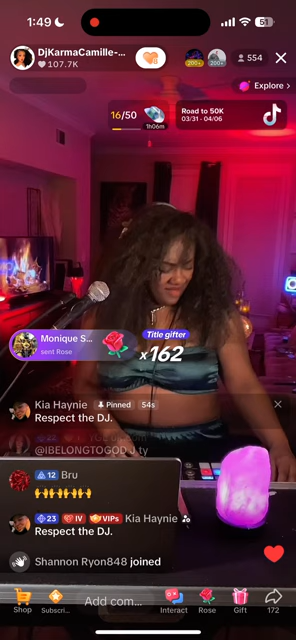 1:49
51
DjKarmaCamille-...
107.7K
200+
200+
554
Explore >
16/50
1h06m
Road to 50K
03/31 - 04/06
Title gifter
Monique S...
sent Rose
x162
Kia Haynie Pinned 54s
Respect the DJ.
@IBELONGTOGOD
12 Bru
🙌🙌🙌🙌
23 IV VIPs Kia Haynie
Respect the DJ.
Shannon Ryon848 joined
Add com...
Shop
Subscri...
Interact
Rose
Gift
172